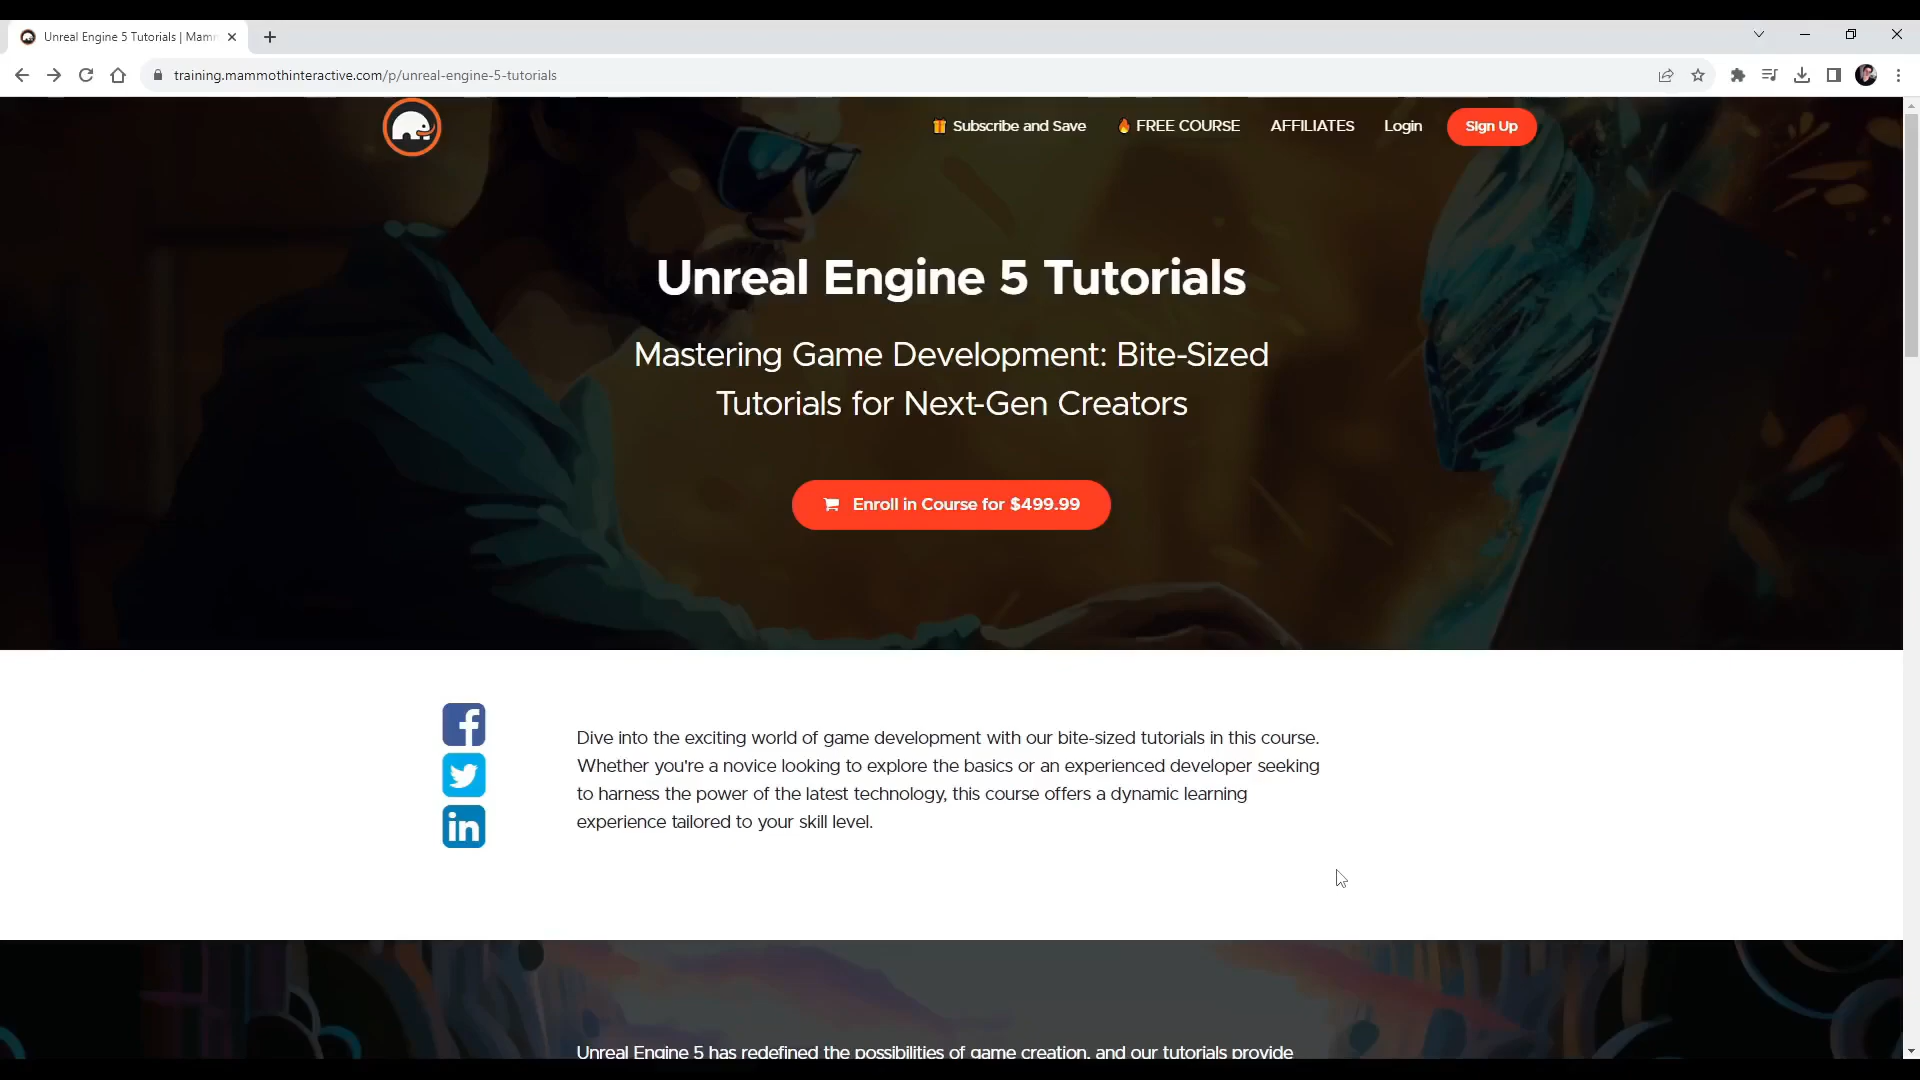 Unreal Engine 5 Tutorials | Mam
training.mammothinteractive.com/p/unreal-engine-5-tutorials
Subscribe and Save FREE COURSE AFFILIATES Login Sign Up
Unreal Engine 5 Tutorials
Mastering Game Development: Bite-Sized
Tutorials for Next-Gen Creators
Enroll in Course for $499.99
Dive into the exciting world of game development with our bite-sized tutorials in this course.
Whether you're a novice looking to explore the basics or an experienced developer seeking
to harness the power of the latest technology, this course offers a dynamic learning
experience tailored to your skill level.
Unreal Engine 5 has redefined the possibilities of game creation, and our tutorials provide